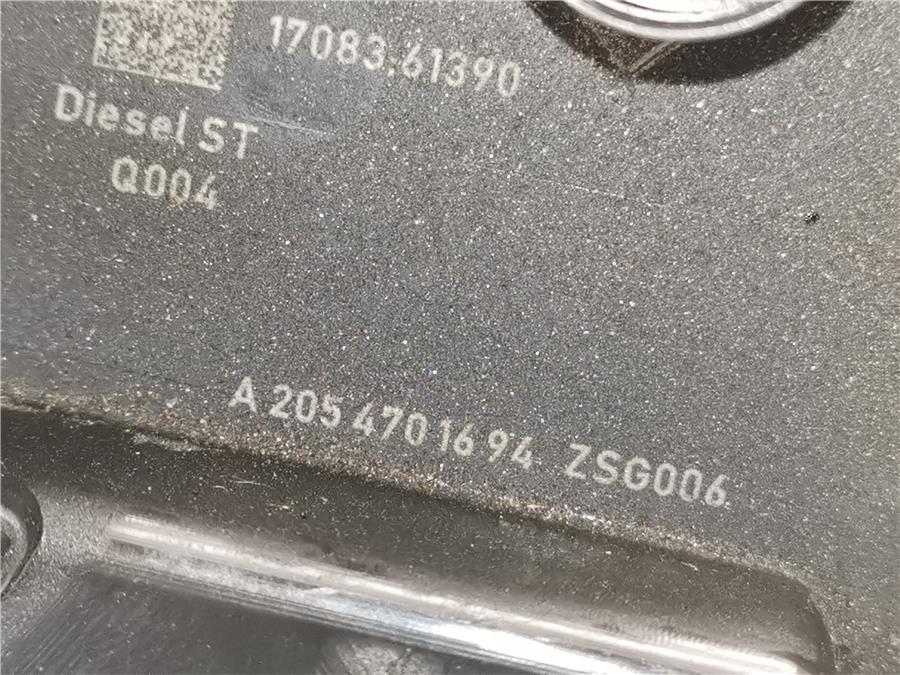 17083.61390
Diesel ST
Q004
A 205 470 16 94 ZSG006